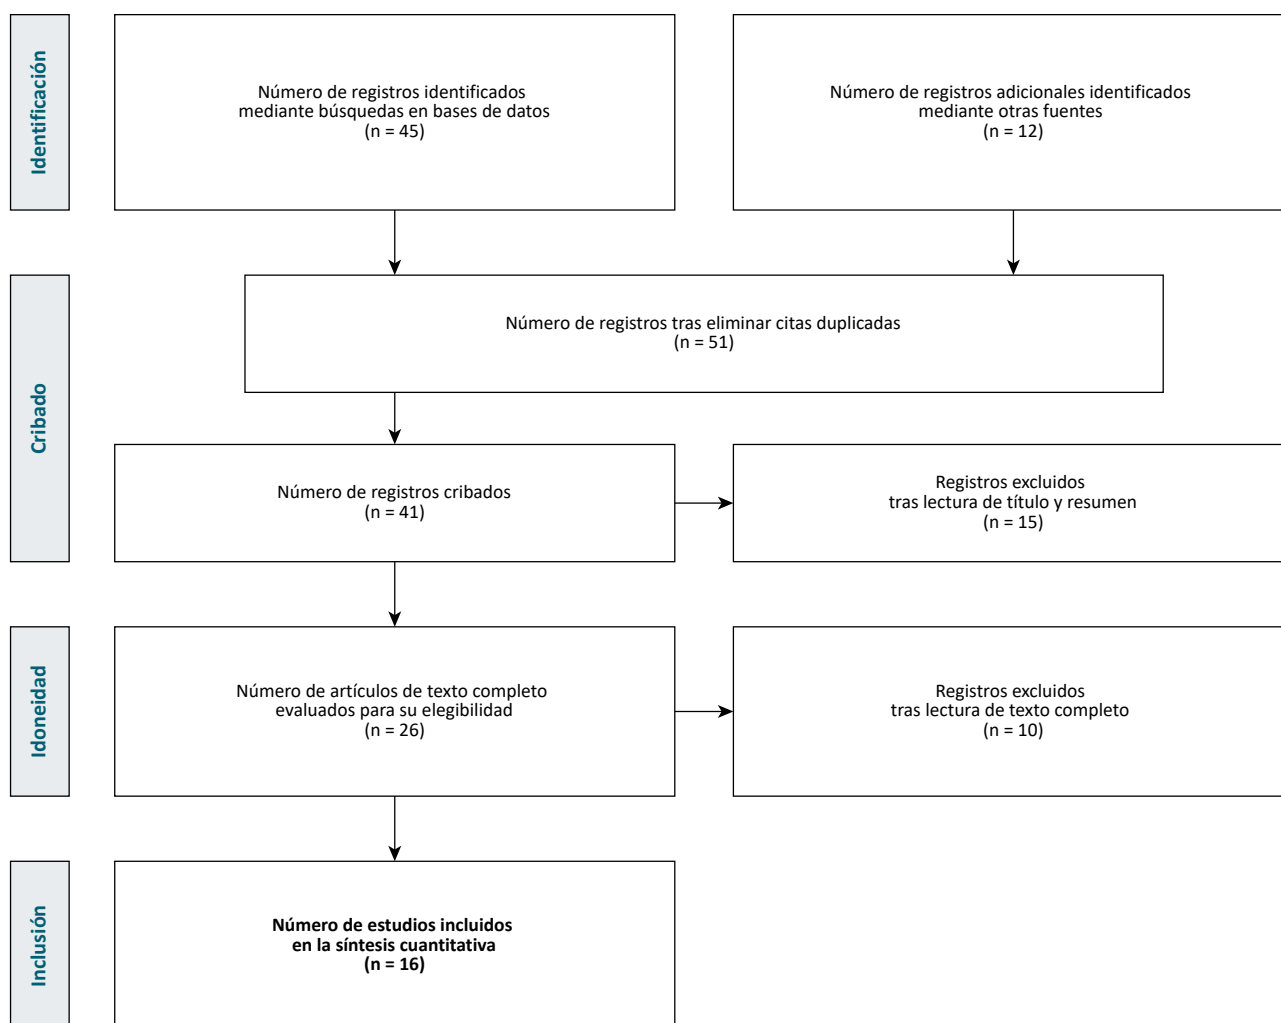 Identificación
Número de registros identificados
mediante búsquedas en bases de datos
(n = 45)
Número de registros adicionales identificados
mediante otras fuentes
(n = 12)
Cribado
Número de registros tras eliminar citas duplicadas
(n = 51)
Número de registros cribados
(n = 41)
Registros excluidos
tras lectura de título y resumen
(n = 15)
Idoneidad
Número de artículos de texto completo
evaluados para su elegibilidad
(n = 26)
Registros excluidos
tras lectura de texto completo
(n = 10)
Inclusión
Número de estudios incluidos
en la síntesis cuantitativa
(n = 16)